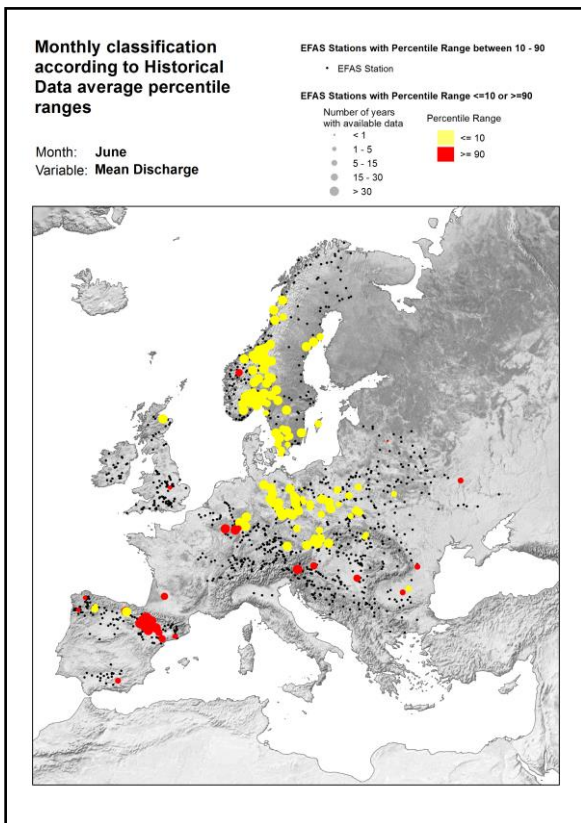 Monthly classification
according to Historical
Data average percentile
ranges
Month: June
Variable: Mean Discharge
EFAS Stations with Percentile Range between 10 - 90
EFAS Station
EFAS Stations with Percentile Range <=10 or >=90
Number of years
with available data
< 1
1 - 5
5 - 15
15 - 30
> 30
Percentile Range
<= 10
>= 90